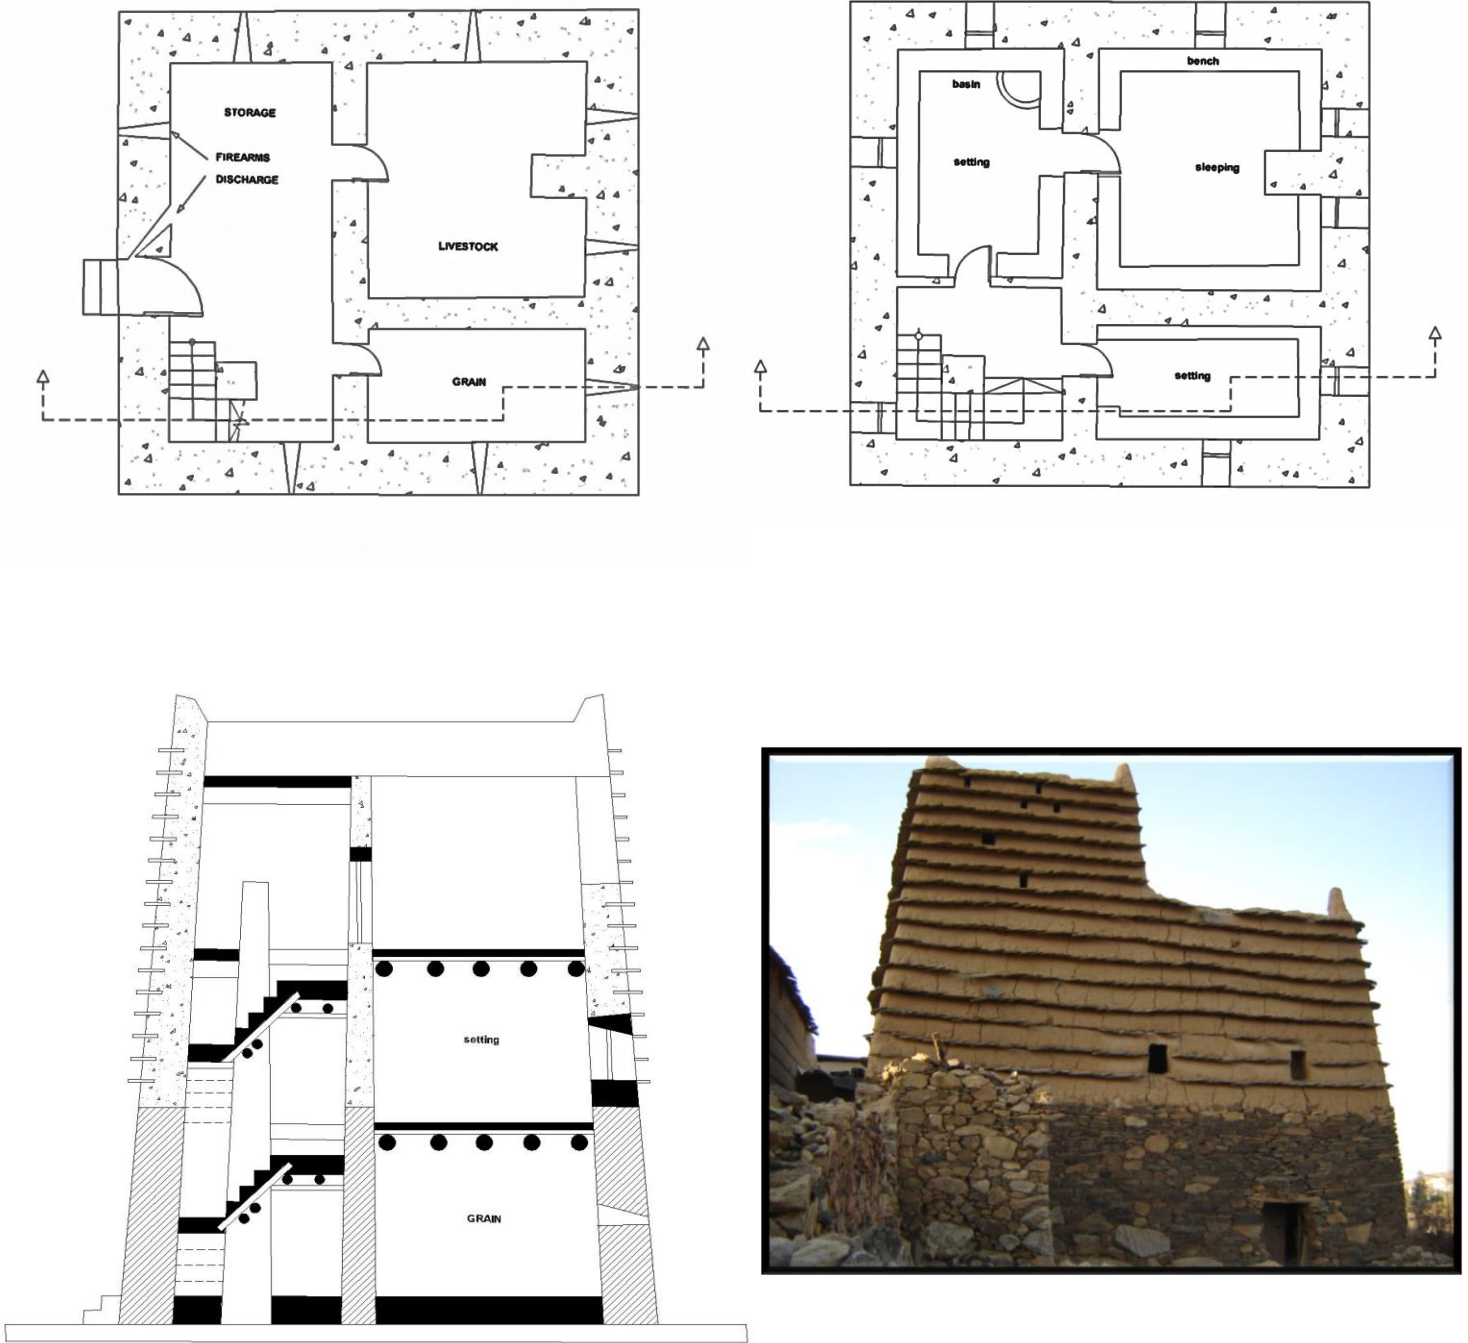 STORAGE
FIREARMS
DISCHARGE
LIVESTOCK
GRAIN
bench
basin
setting
sleeping
setting
setting
GRAIN